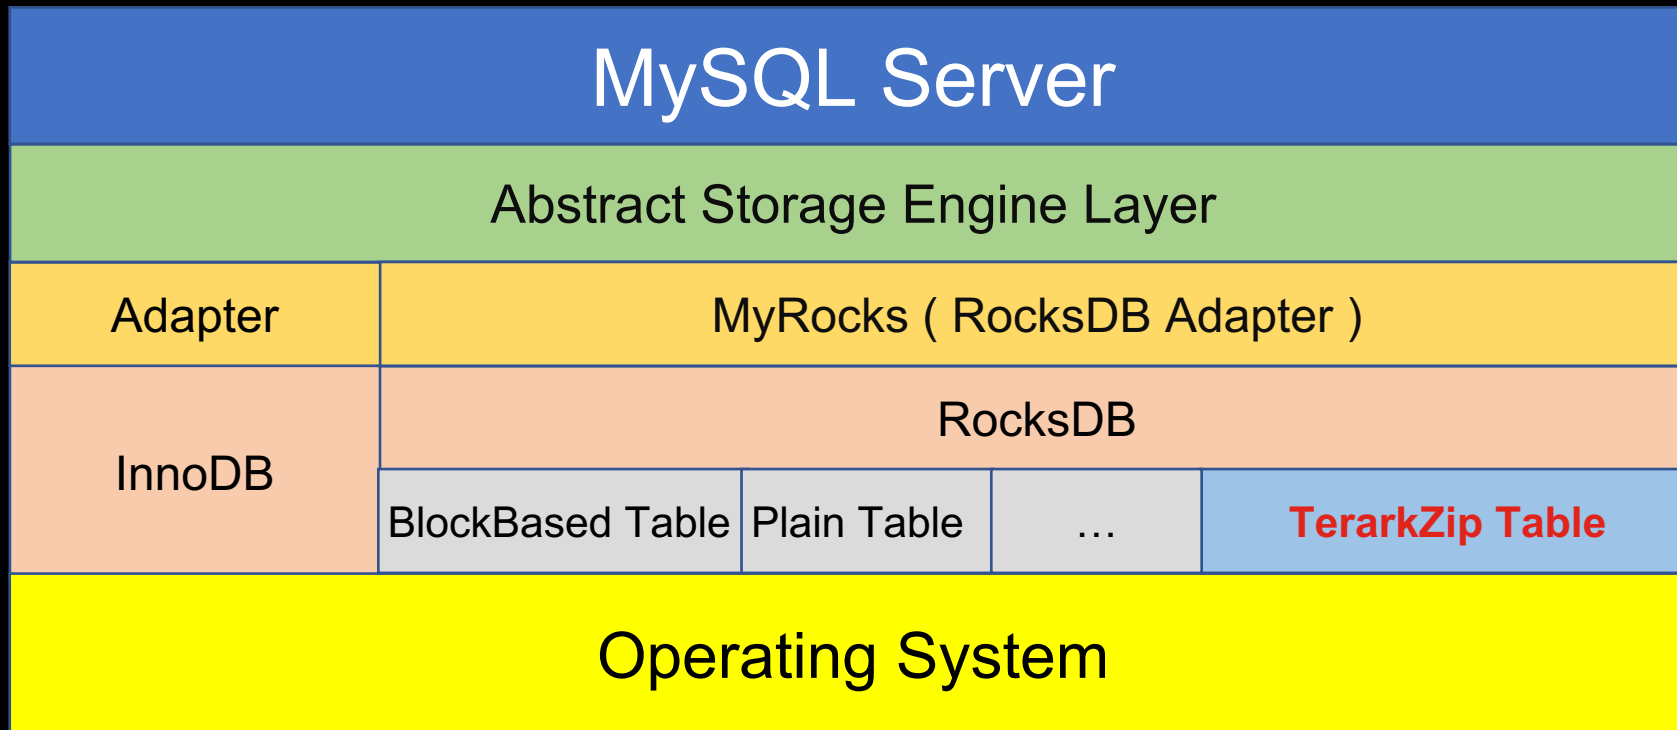 MySQL Server
Abstract Storage Engine Layer
Adapter
MyRocks ( RocksDB Adapter )
InnoDB
RocksDB
BlockBased Table
Plain Table
…
TerarkZip Table
Operating System